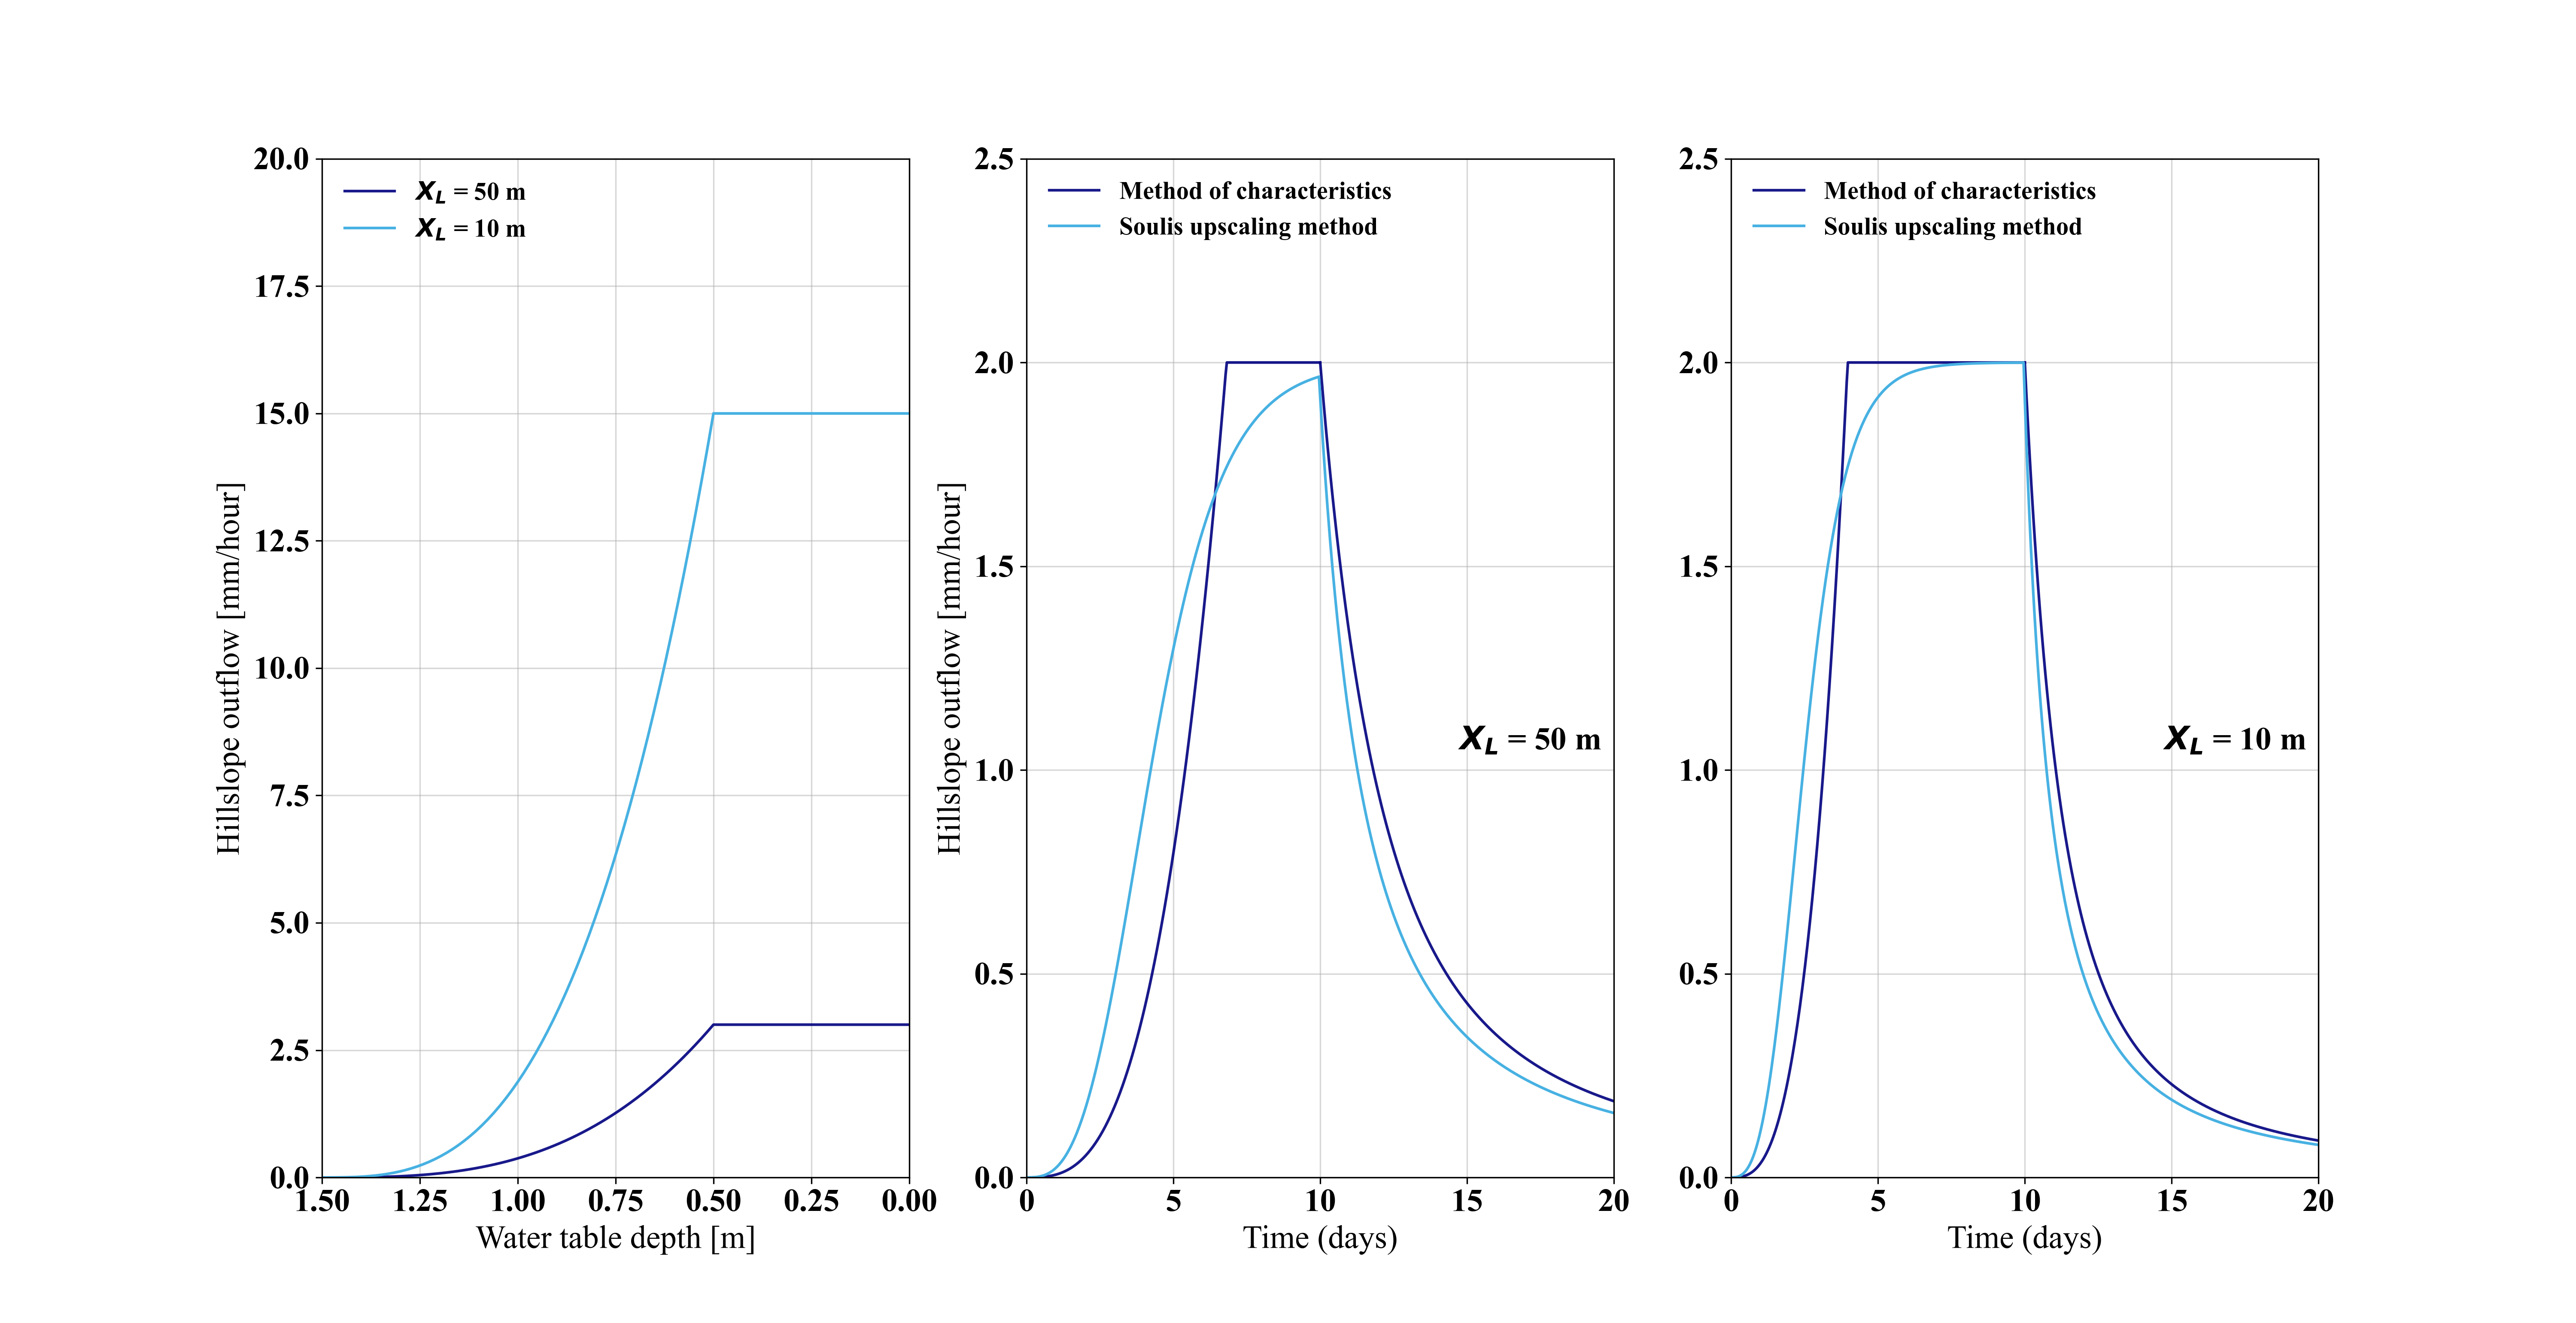 20.0
17.5
15.0
12.5
10.0
7.5
5.0
2.5
0.0
Hillslope outflow [mm/hour]
X_L = 50 m
X_L = 10 m
1.50 1.25 1.00 0.75 0.50 0.25 0.00
Water table depth [m]
2.5
2.0
1.5
1.0
0.5
0.0
Hillslope outflow [mm/hour]
Method of characteristics
Soulis upscaling method
X_L = 50 m
0 5 10 15 20
Time (days)
2.5
2.0
1.5
1.0
0.5
0.0
Method of characteristics
Soulis upscaling method
X_L = 10 m
0 5 10 15 20
Time (days)